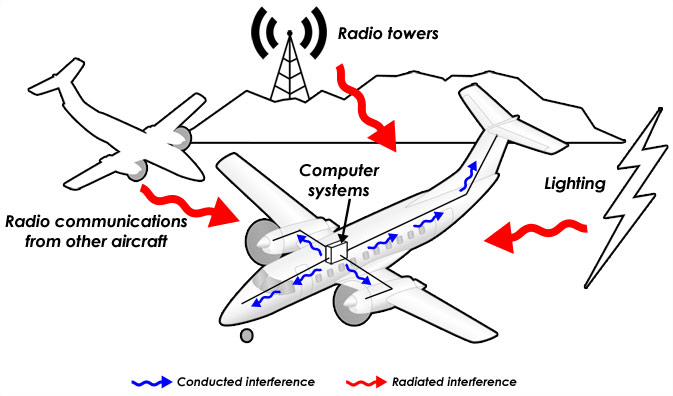 Radio towers
Computer
systems
Lighting
Radio communications
from other aircraft
Conducted interference
Radiated interference